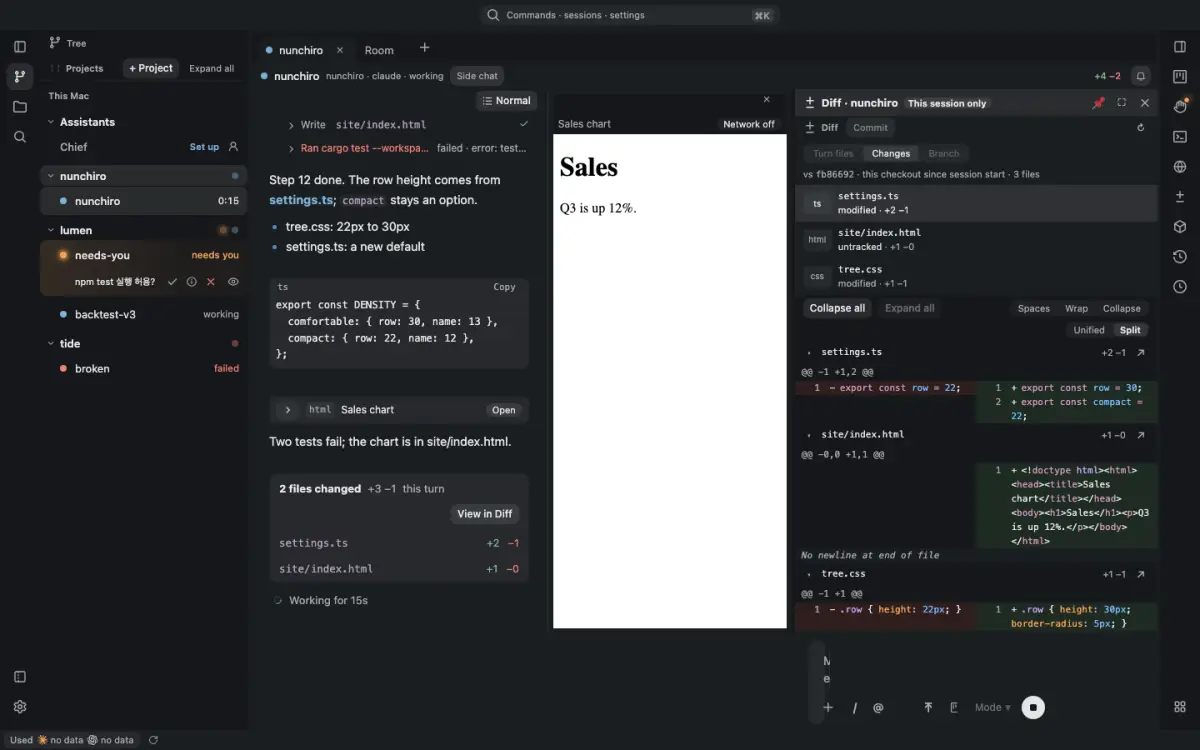 Commands · sessions · settings
⌘K
Tree
Projects
+ Project
Expand all
This Mac
Assistants
Chief
Set up
nunchiro
nunchiro
0:15
lumen
needs-you
needs you
npm test 실행 허용?
backtest-v3
working
tide
broken
failed
nunchiro
Room
nunchiro
nunchiro · claude · working
Side chat
+4 −2
Normal
Write site/index.html
Ran cargo test --workspa... failed · error: test...
Step 12 done. The row height comes from
settings.ts; compact stays an option.
• tree.css: 22px to 30px
• settings.ts: a new default
ts
Copy
export const DENSITY = {
comfortable: { row: 30, name: 13 },
compact: { row: 22, name: 12 },
};
html Sales chart
Open
Two tests fail; the chart is in site/index.html.
2 files changed +3 −1 this turn
View in Diff
settings.ts +2 −1
site/index.html +1 −0
Working for 15s
Sales chart
Network off
Sales
Q3 is up 12%.
Diff · nunchiro
This session only
Diff
Commit
Turn files
Changes
Branch
vs fb86692 · this checkout since session start · 3 files
ts
settings.ts
modified · +2 −1
html
site/index.html
untracked · +1 −0
css
tree.css
modified · +1 −1
Collapse all
Expand all
Spaces
Wrap
Collapse
Unified
Split
settings.ts
+2 −1
@@ −1 +1,2 @@
1 − export const row = 22;
1 + export const row = 30;
2 + export const compact =
22;
site/index.html
+1 −0
@@ −0,0 +1,1 @@
1 + <!doctype html><html>
<head><title>Sales
chart</title></head>
<body><h1>Sales</h1><p>Q3
is up 12%.</p></body>
</html>
No newline at end of file
tree.css
+1 −1
@@ −1 +1 @@
1 − .row { height: 22px; }
1 + .row { height: 30px;
border-radius: 5px; }
+ / @
Mode
Used
no data
no data